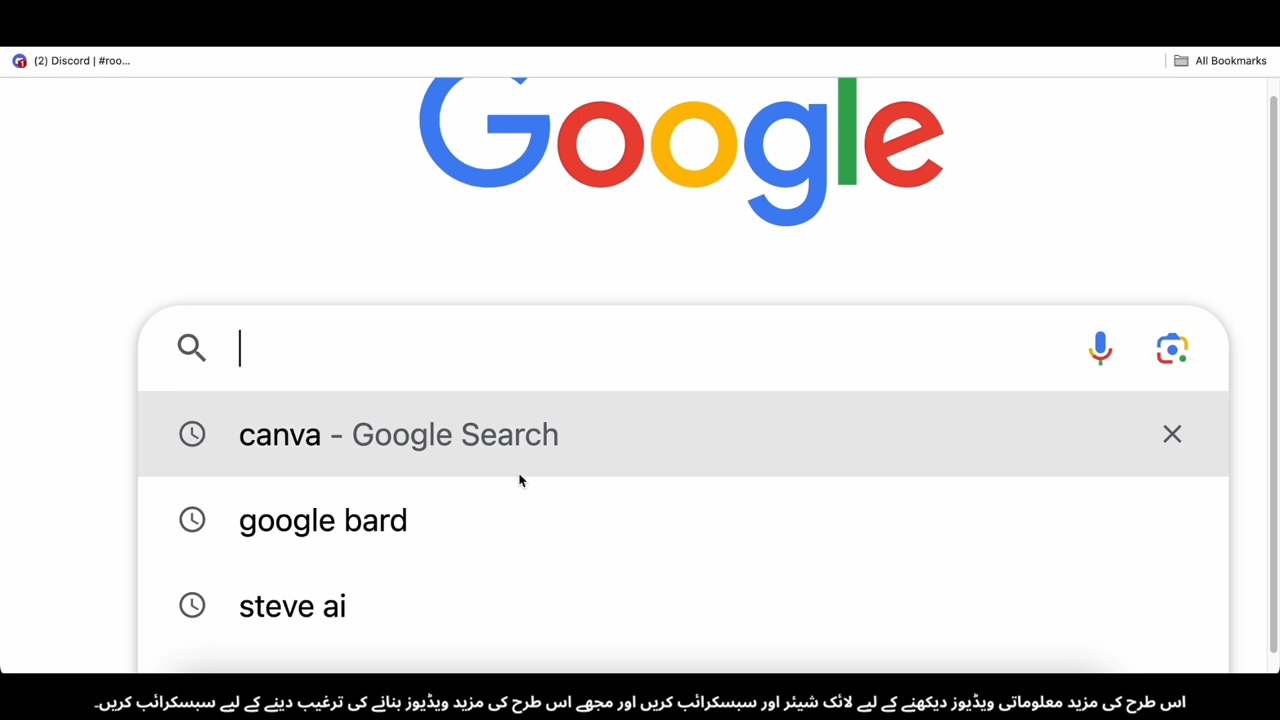 (2) Discord | #roo...
All Bookmarks
Google
canva - Google Search
google bard
steve ai
اس طرح کی مزید معلوماتی ویڈیوز دیکھنے کے لیے لائک شیئر اور سبسکرائب کریں اور مجھے اس طرح کی مزید ویڈیوز بنانے کی ترغیب دینے کے لیے سبسکرائب کریں۔